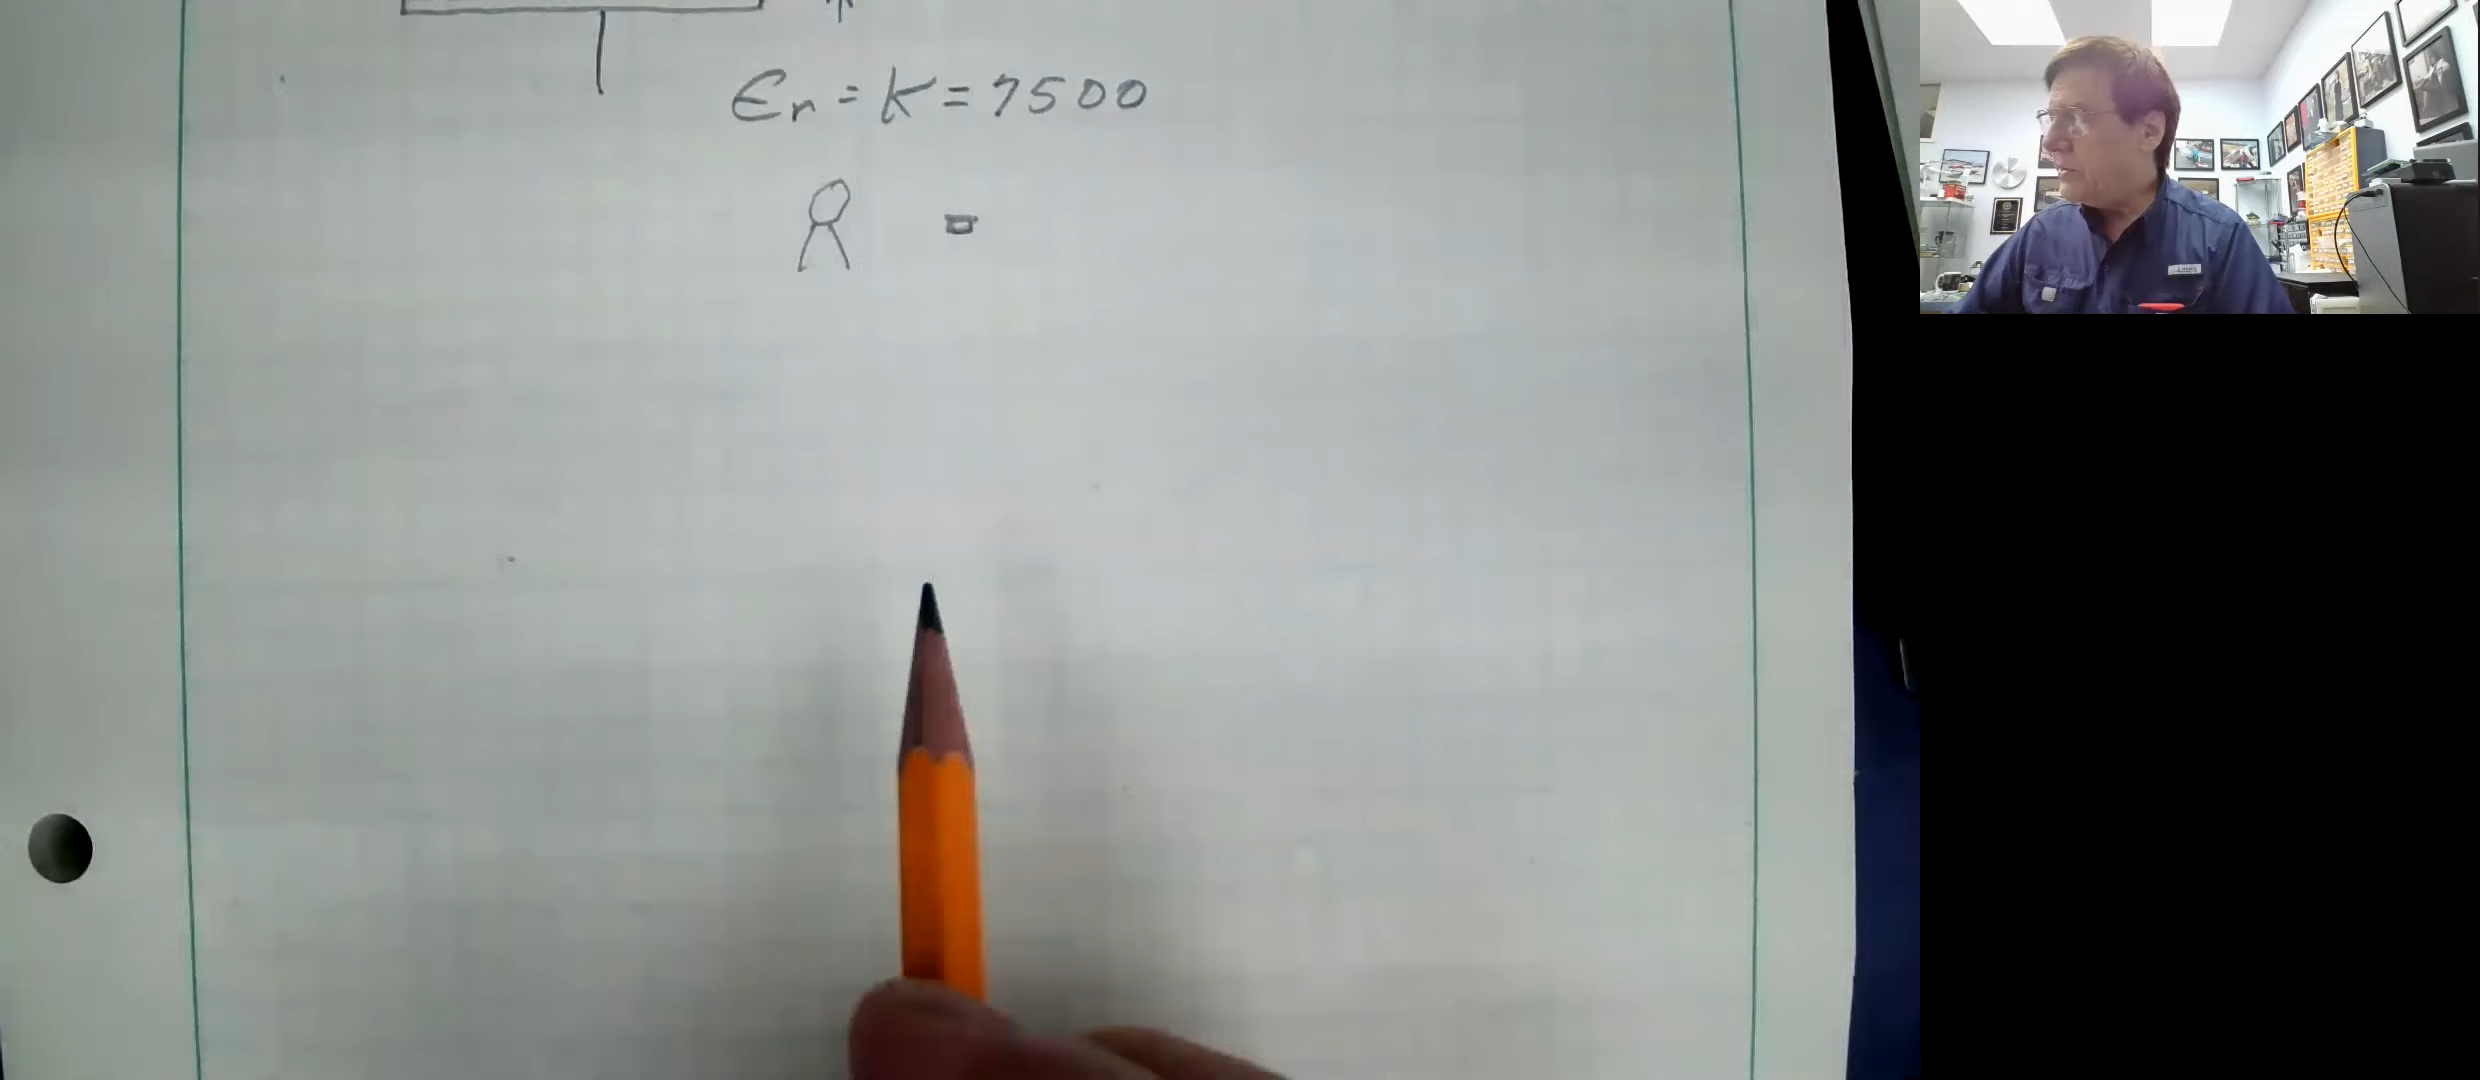 εr = K = 7500